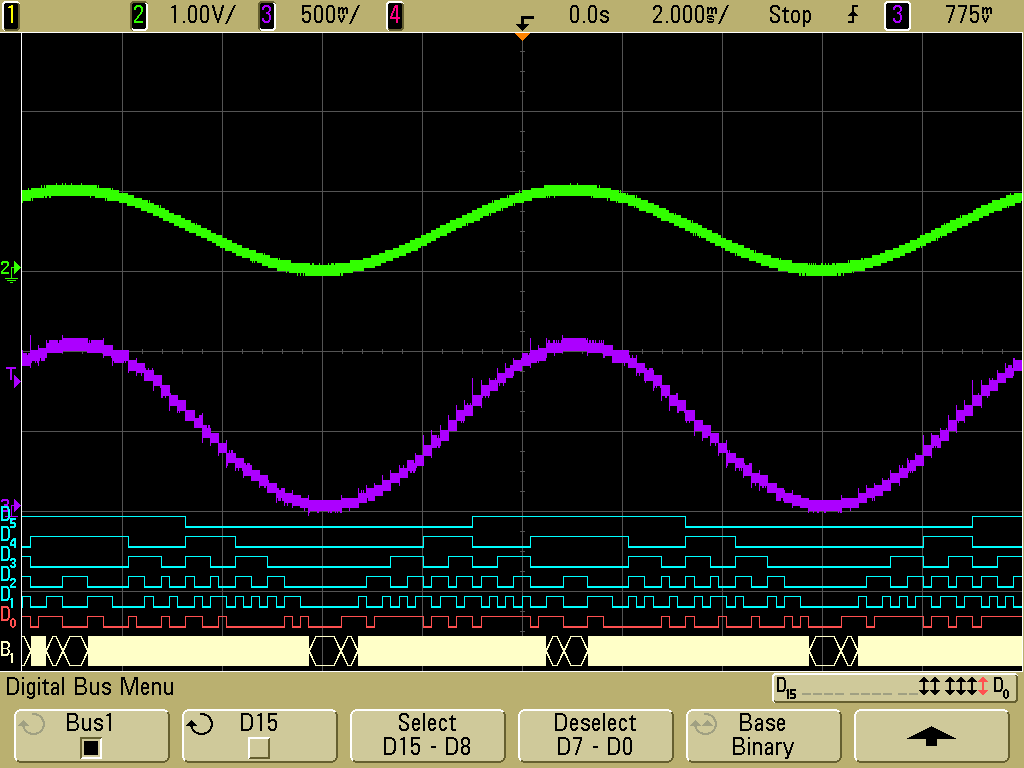 1 2 1.00V/ 3 500mV/ 4 0.0s 2.000ms/ Stop 3 775mV
2
T
3
D5
D4
D3
D2
D1
D0
B1
Digital Bus Menu
D15 D0
Bus1
D15
Select
D15 - D8
Deselect
D7 - D0
Base
Binary